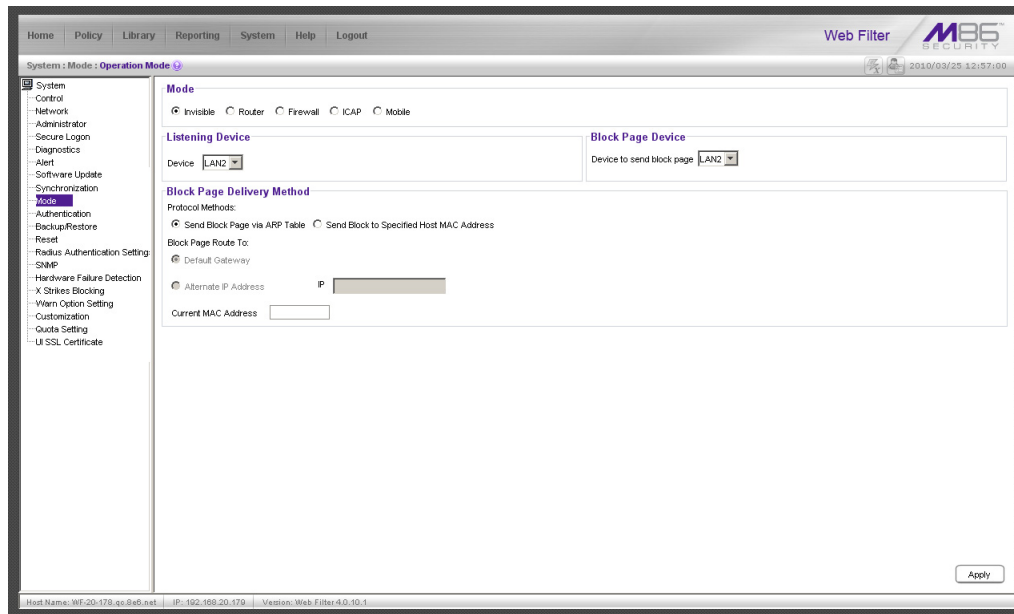 Home Policy Library Reporting System Help Logout
Web Filter
M86
SECURITY
System : Mode : Operation Mode
2010/03/25 12:57:00
System
Control
Network
Administrator
Secure Logon
Diagnostics
Alert
Software Update
Synchronization
Mode
Authentication
Backup/Restore
Reset
Radius Authentication Setting
SNMP
Hardware Failure Detection
X Strikes Blocking
Warn Option Setting
Customization
Quota Setting
UI SSL Certificate
Mode
Invisible Router Firewall ICAP Mobile
Listening Device
Device LAN2
Block Page Device
Device to send block page LAN2
Block Page Delivery Method
Protocol Methods:
Send Block Page via ARP Table Send Block to Specified Host MAC Address
Block Page Route To:
Default Gateway
Alternate IP Address IP
Current MAC Address
Apply
Host Name: WF-20-178.qc.8e6.net IP: 192.168.20.179 Version: Web Filter 4.0.10.1